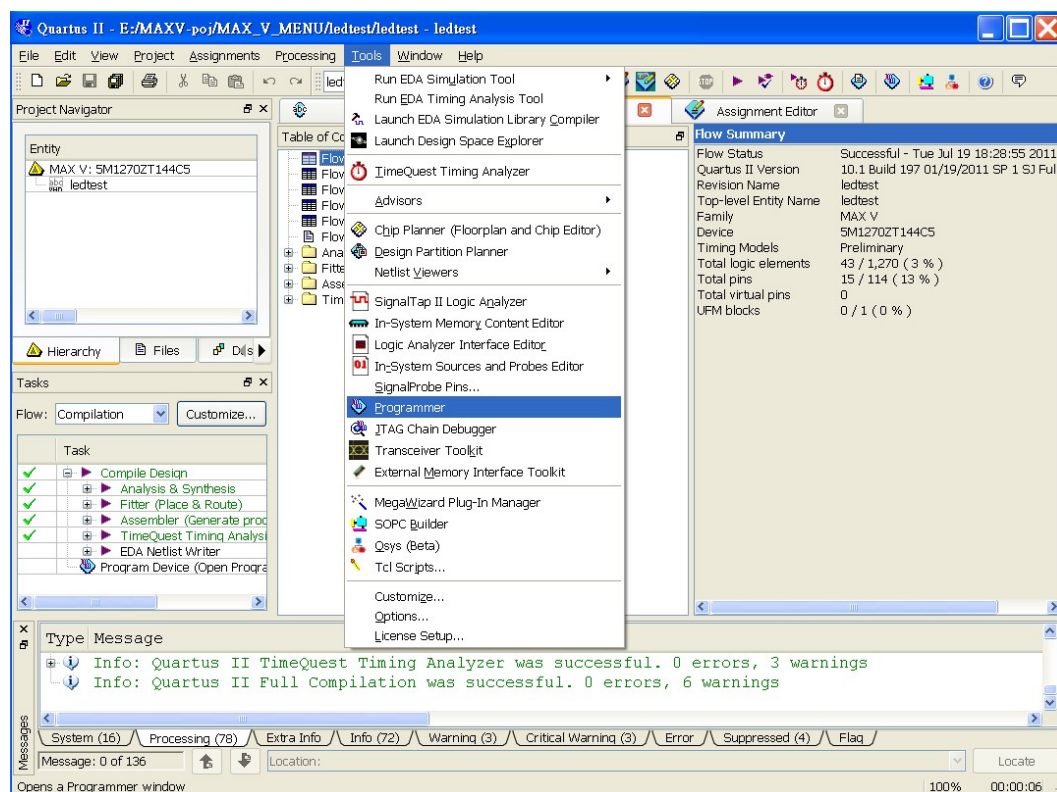 Quartus II - E:/MAXV-poj/MAX_V_MENU/ledtest/ledtest - ledtest
File Edit View Project Assignments Processing Tools Window Help
led
Project Navigator
Entity
MAX V: 5M1270ZT144C5
ledtest
Hierarchy Files
Tasks
Flow: Compilation Customize...
Task
Compile Design
Analysis & Synthesis
Fitter (Place & Route)
Assembler (Generate prog
TimeQuest Timing Analysi
EDA Netlist Writer
Program Device (Open Progra
Table of Co
Flow
Flow
Flow
Flow
Flow
Ana
Fitte
Asse
Tim
Run EDA Simulation Tool
Run EDA Timing Analysis Tool
Launch EDA Simulation Library Compiler
Launch Design Space Explorer
TimeQuest Timing Analyzer
Advisors
Chip Planner (Floorplan and Chip Editor)
Design Partition Planner
Netlist Viewers
SignalTap II Logic Analyzer
In-System Memory Content Editor
Logic Analyzer Interface Editor
In-System Sources and Probes Editor
SignalProbe Pins...
Programmer
JTAG Chain Debugger
Transceiver Toolkit
External Memory Interface Toolkit
MegaWizard Plug-In Manager
SOPC Builder
Qsys (Beta)
Tcl Scripts...
Customize...
Options...
License Setup...
Assignment Editor
Flow Summary
Flow Status Successful - Tue Jul 19 18:28:55 2011
Quartus II Version 10.1 Build 197 01/19/2011 SP 1 SJ Ful
Revision Name ledtest
Top-level Entity Name ledtest
Family MAX V
Device 5M1270ZT144C5
Timing Models Preliminary
Total logic elements 43 / 1,270 ( 3 % )
Total pins 15 / 114 ( 13 % )
Total virtual pins 0
UFM blocks 0 / 1 ( 0 % )
Type Message
Info: Quartus II TimeQuest Timing Analyzer was successful. 0 errors, 3 warnings
Info: Quartus II Full Compilation was successful. 0 errors, 6 warnings
System (16) Processing (78) Extra Info Info (72) Warning (3) Critical Warning (3) Error Suppressed (4) Flag
Messages
Message: 0 of 136 Location: Locate
Opens a Programmer window 100% 00:00:06